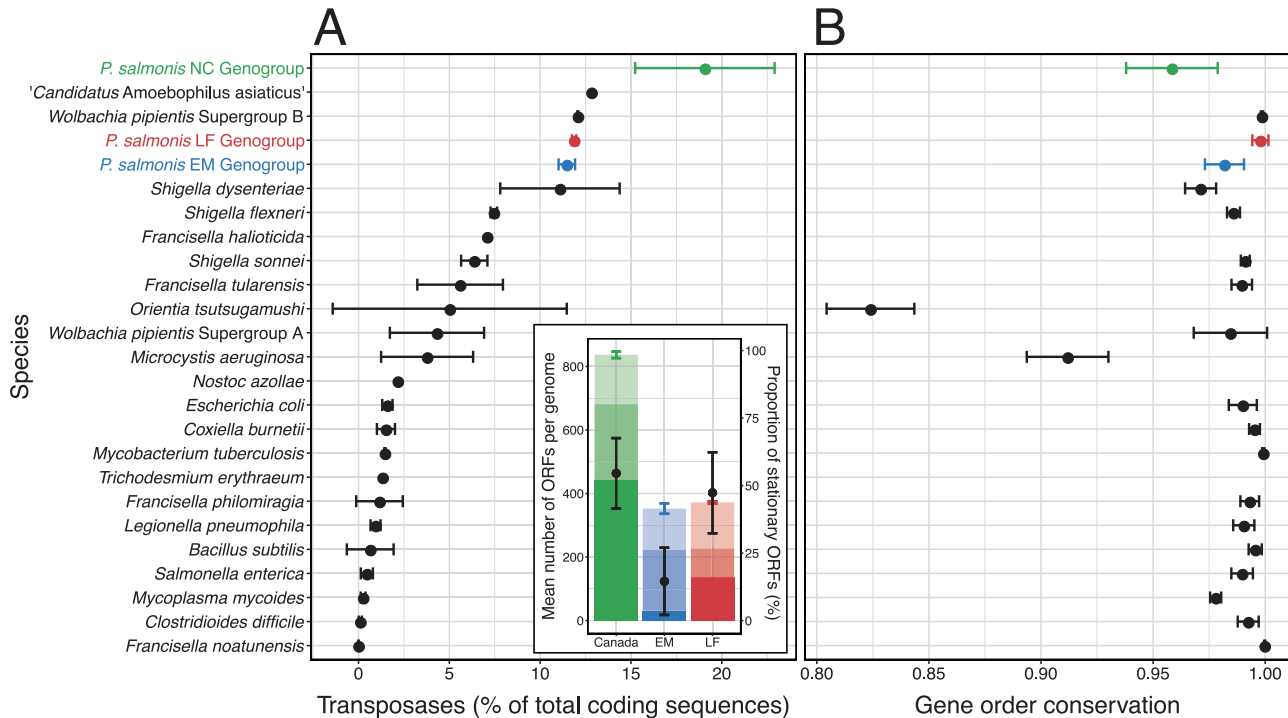 A
B
Species
P. salmonis NC Genogroup
'Candidatus Amoebophilus asiaticus'
Wolbachia pipientis Supergroup B
P. salmonis LF Genogroup
P. salmonis EM Genogroup
Shigella dysenteriae
Shigella flexneri
Francisella halioticida
Shigella sonnei
Francisella tularensis
Orientia tsutsugamushi
Wolbachia pipientis Supergroup A
Microcystis aeruginosa
Nostoc azollae
Escherichia coli
Coxiella burnetii
Mycobacterium tuberculosis
Trichodesmium erythraeum
Francisella philomiragia
Legionella pneumophila
Bacillus subtilis
Salmonella enterica
Mycoplasma mycoides
Clostridioides difficile
Francisella noatunensis
Mean number of ORFs per genome
800
600
400
200
0
Proportion of stationary ORFs (%)
100
75
50
25
0
Canada EM LF
0 5 10 15 20
Transposases (% of total coding sequences)
0.80 0.85 0.90 0.95 1.00
Gene order conservation